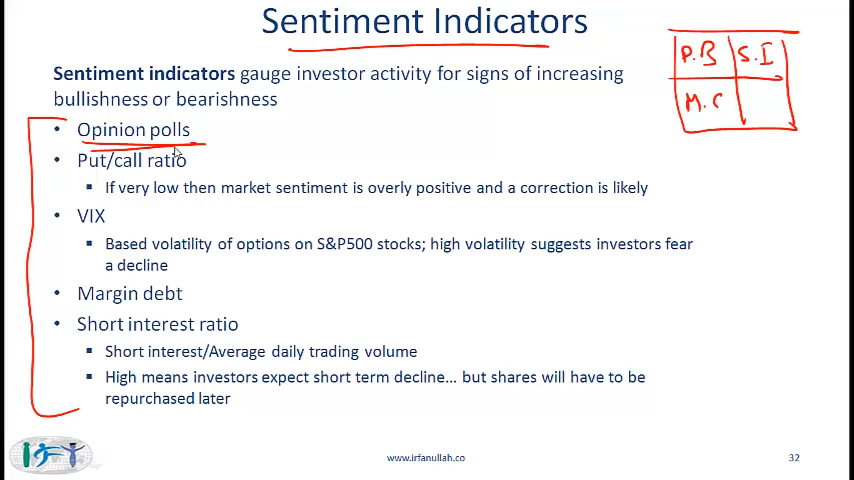 Sentiment Indicators
P.B S.I
M.C
Sentiment indicators gauge investor activity for signs of increasing
bullishness or bearishness
• Opinion polls
• Put/call ratio
▪ If very low then market sentiment is overly positive and a correction is likely
• VIX
▪ Based volatility of options on S&P500 stocks; high volatility suggests investors fear
a decline
• Margin debt
• Short interest ratio
▪ Short interest/Average daily trading volume
▪ High means investors expect short term decline... but shares will have to be
repurchased later
IFT
www.irfanullah.co
32